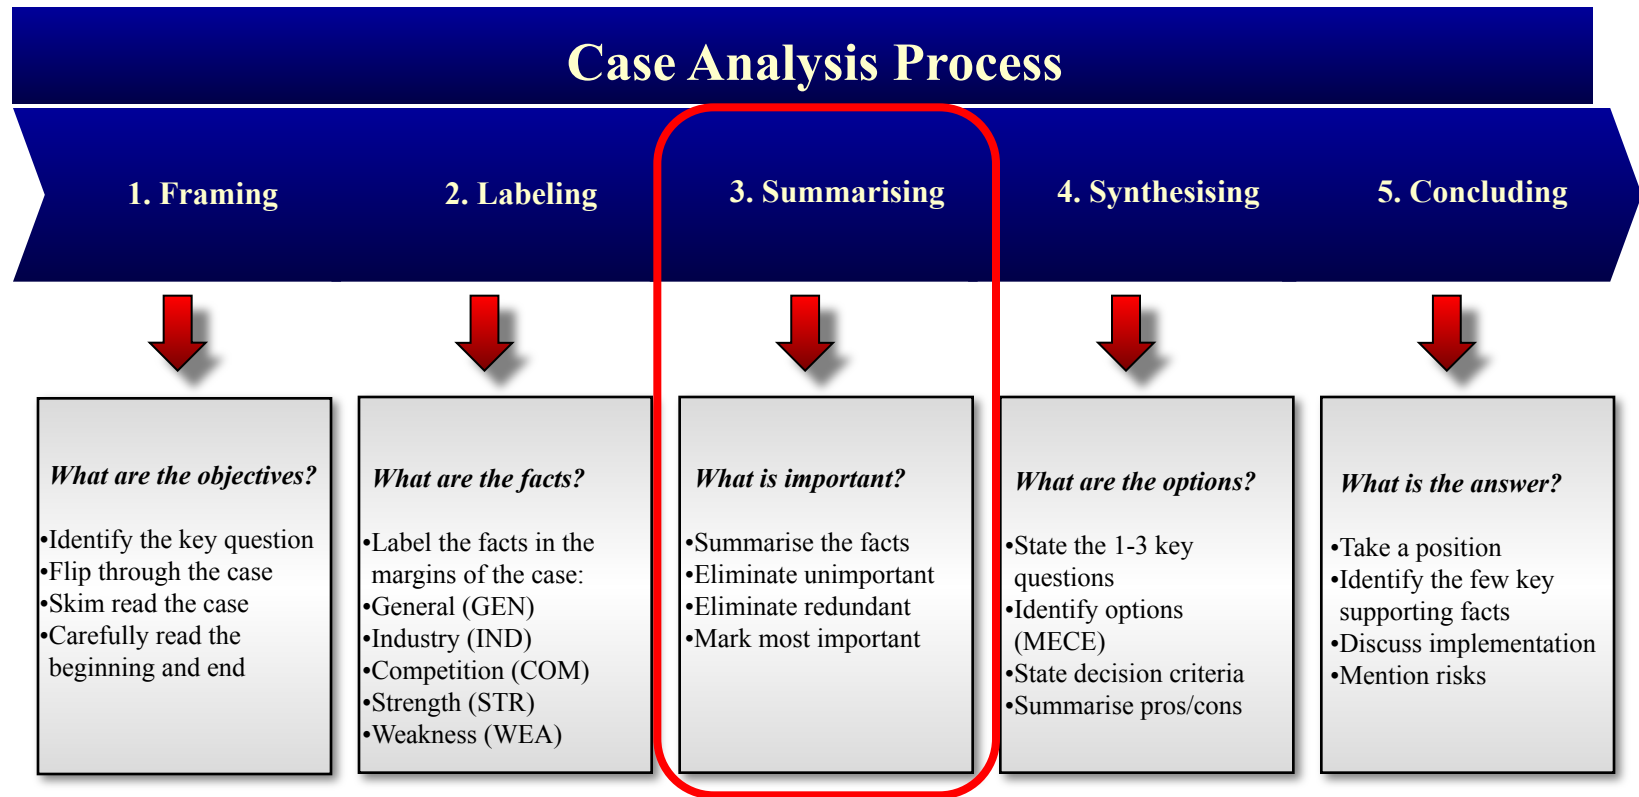 Case Analysis Process
1. Framing
2. Labeling
3. Summarising
4. Synthesising
5. Concluding
What are the objectives?
•Identify the key question
•Flip through the case
•Skim read the case
•Carefully read the
beginning and end
What are the facts?
•Label the facts in the
margins of the case:
•General (GEN)
•Industry (IND)
•Competition (COM)
•Strength (STR)
•Weakness (WEA)
What is important?
•Summarise the facts
•Eliminate unimportant
•Eliminate redundant
•Mark most important
What are the options?
•State the 1-3 key
questions
•Identify options
(MECE)
•State decision criteria
•Summarise pros/cons
What is the answer?
•Take a position
•Identify the few key
supporting facts
•Discuss implementation
•Mention risks